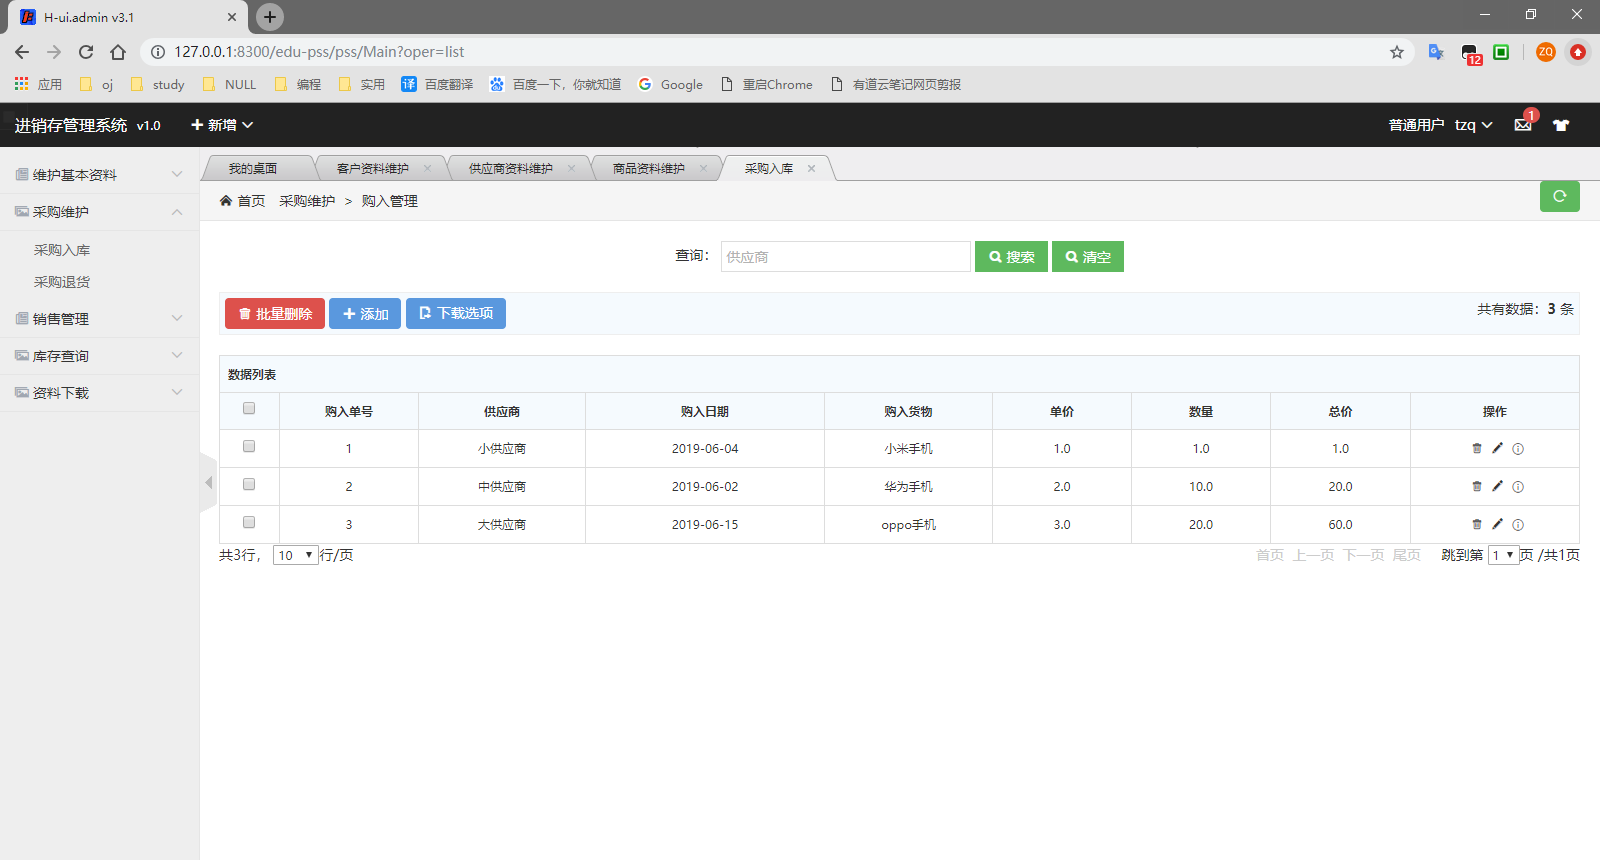 H-ui.admin v3.1
127.0.0.1:8300/edu-pss/pss/Main?oper=list
12
ZQ
应用 oj study NULL 编程 实用 译 百度翻译 百度一下，你就知道 Google 重启Chrome 有道云笔记网页剪报
进销存管理系统 v1.0 新增 普通用户 tzq 1
维护基本资料
采购维护
采购入库
采购退货
销售管理
库存查询
资料下载
我的桌面 客户资料维护 供应商资料维护 商品资料维护 采购入库
首页 采购维护 > 购入管理
查询： 供应商 搜索 清空
批量删除 添加 下载选项 共有数据：3 条
数据列表
购入单号 供应商 购入日期 购入货物 单价 数量 总价 操作
1 小供应商 2019-06-04 小米手机 1.0 1.0 1.0
2 中供应商 2019-06-02 华为手机 2.0 10.0 20.0
3 大供应商 2019-06-15 oppo手机 3.0 20.0 60.0
共3行， 10 行/页 首页 上一页 下一页 尾页 跳到第 1 页 /共1页